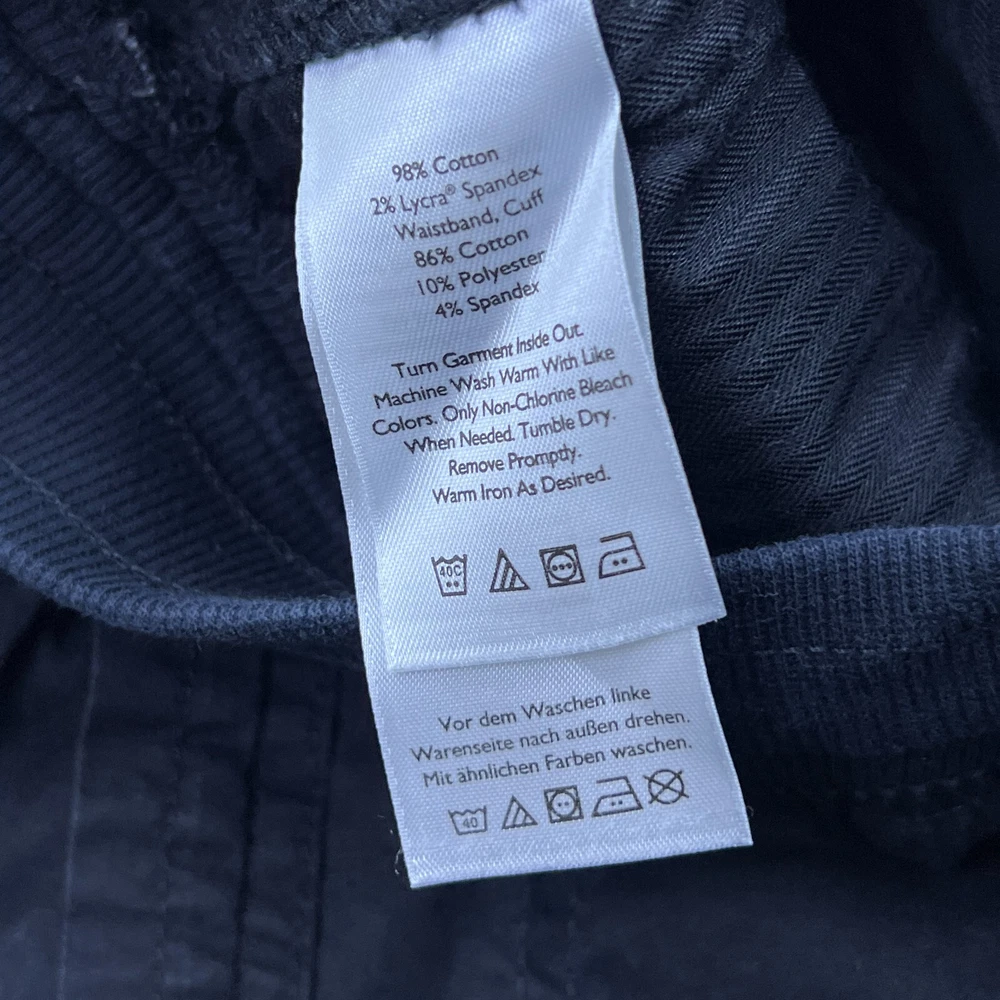 98% Cotton
2% Lycra® Spandex
Waistband, Cuff
86% Cotton
10% Polyester
4% Spandex
Turn Garment Inside Out.
Machine Wash Warm With Like
Colors. Only Non-Chlorine Bleach
When Needed. Tumble Dry.
Remove Promptly.
Warm Iron As Desired.
40C
Vor dem Waschen linke
Warenseite nach außen drehen.
Mit ähnlichen Farben waschen.
40